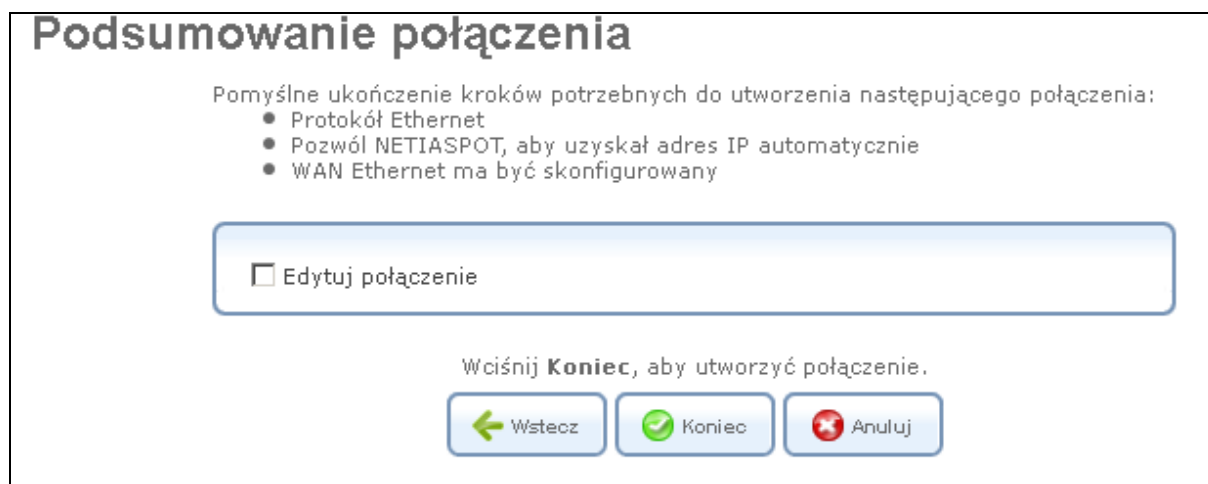 Podsumowanie połączenia
Pomyślne ukończenie kroków potrzebnych do utworzenia następującego połączenia:
Protokół Ethernet
Pozwól NETIASPOT, aby uzyskał adres IP automatycznie
WAN Ethernet ma być skonfigurowany
Edytuj połączenie
Wciśnij Koniec, aby utworzyć połączenie.
Wstecz Koniec Anuluj